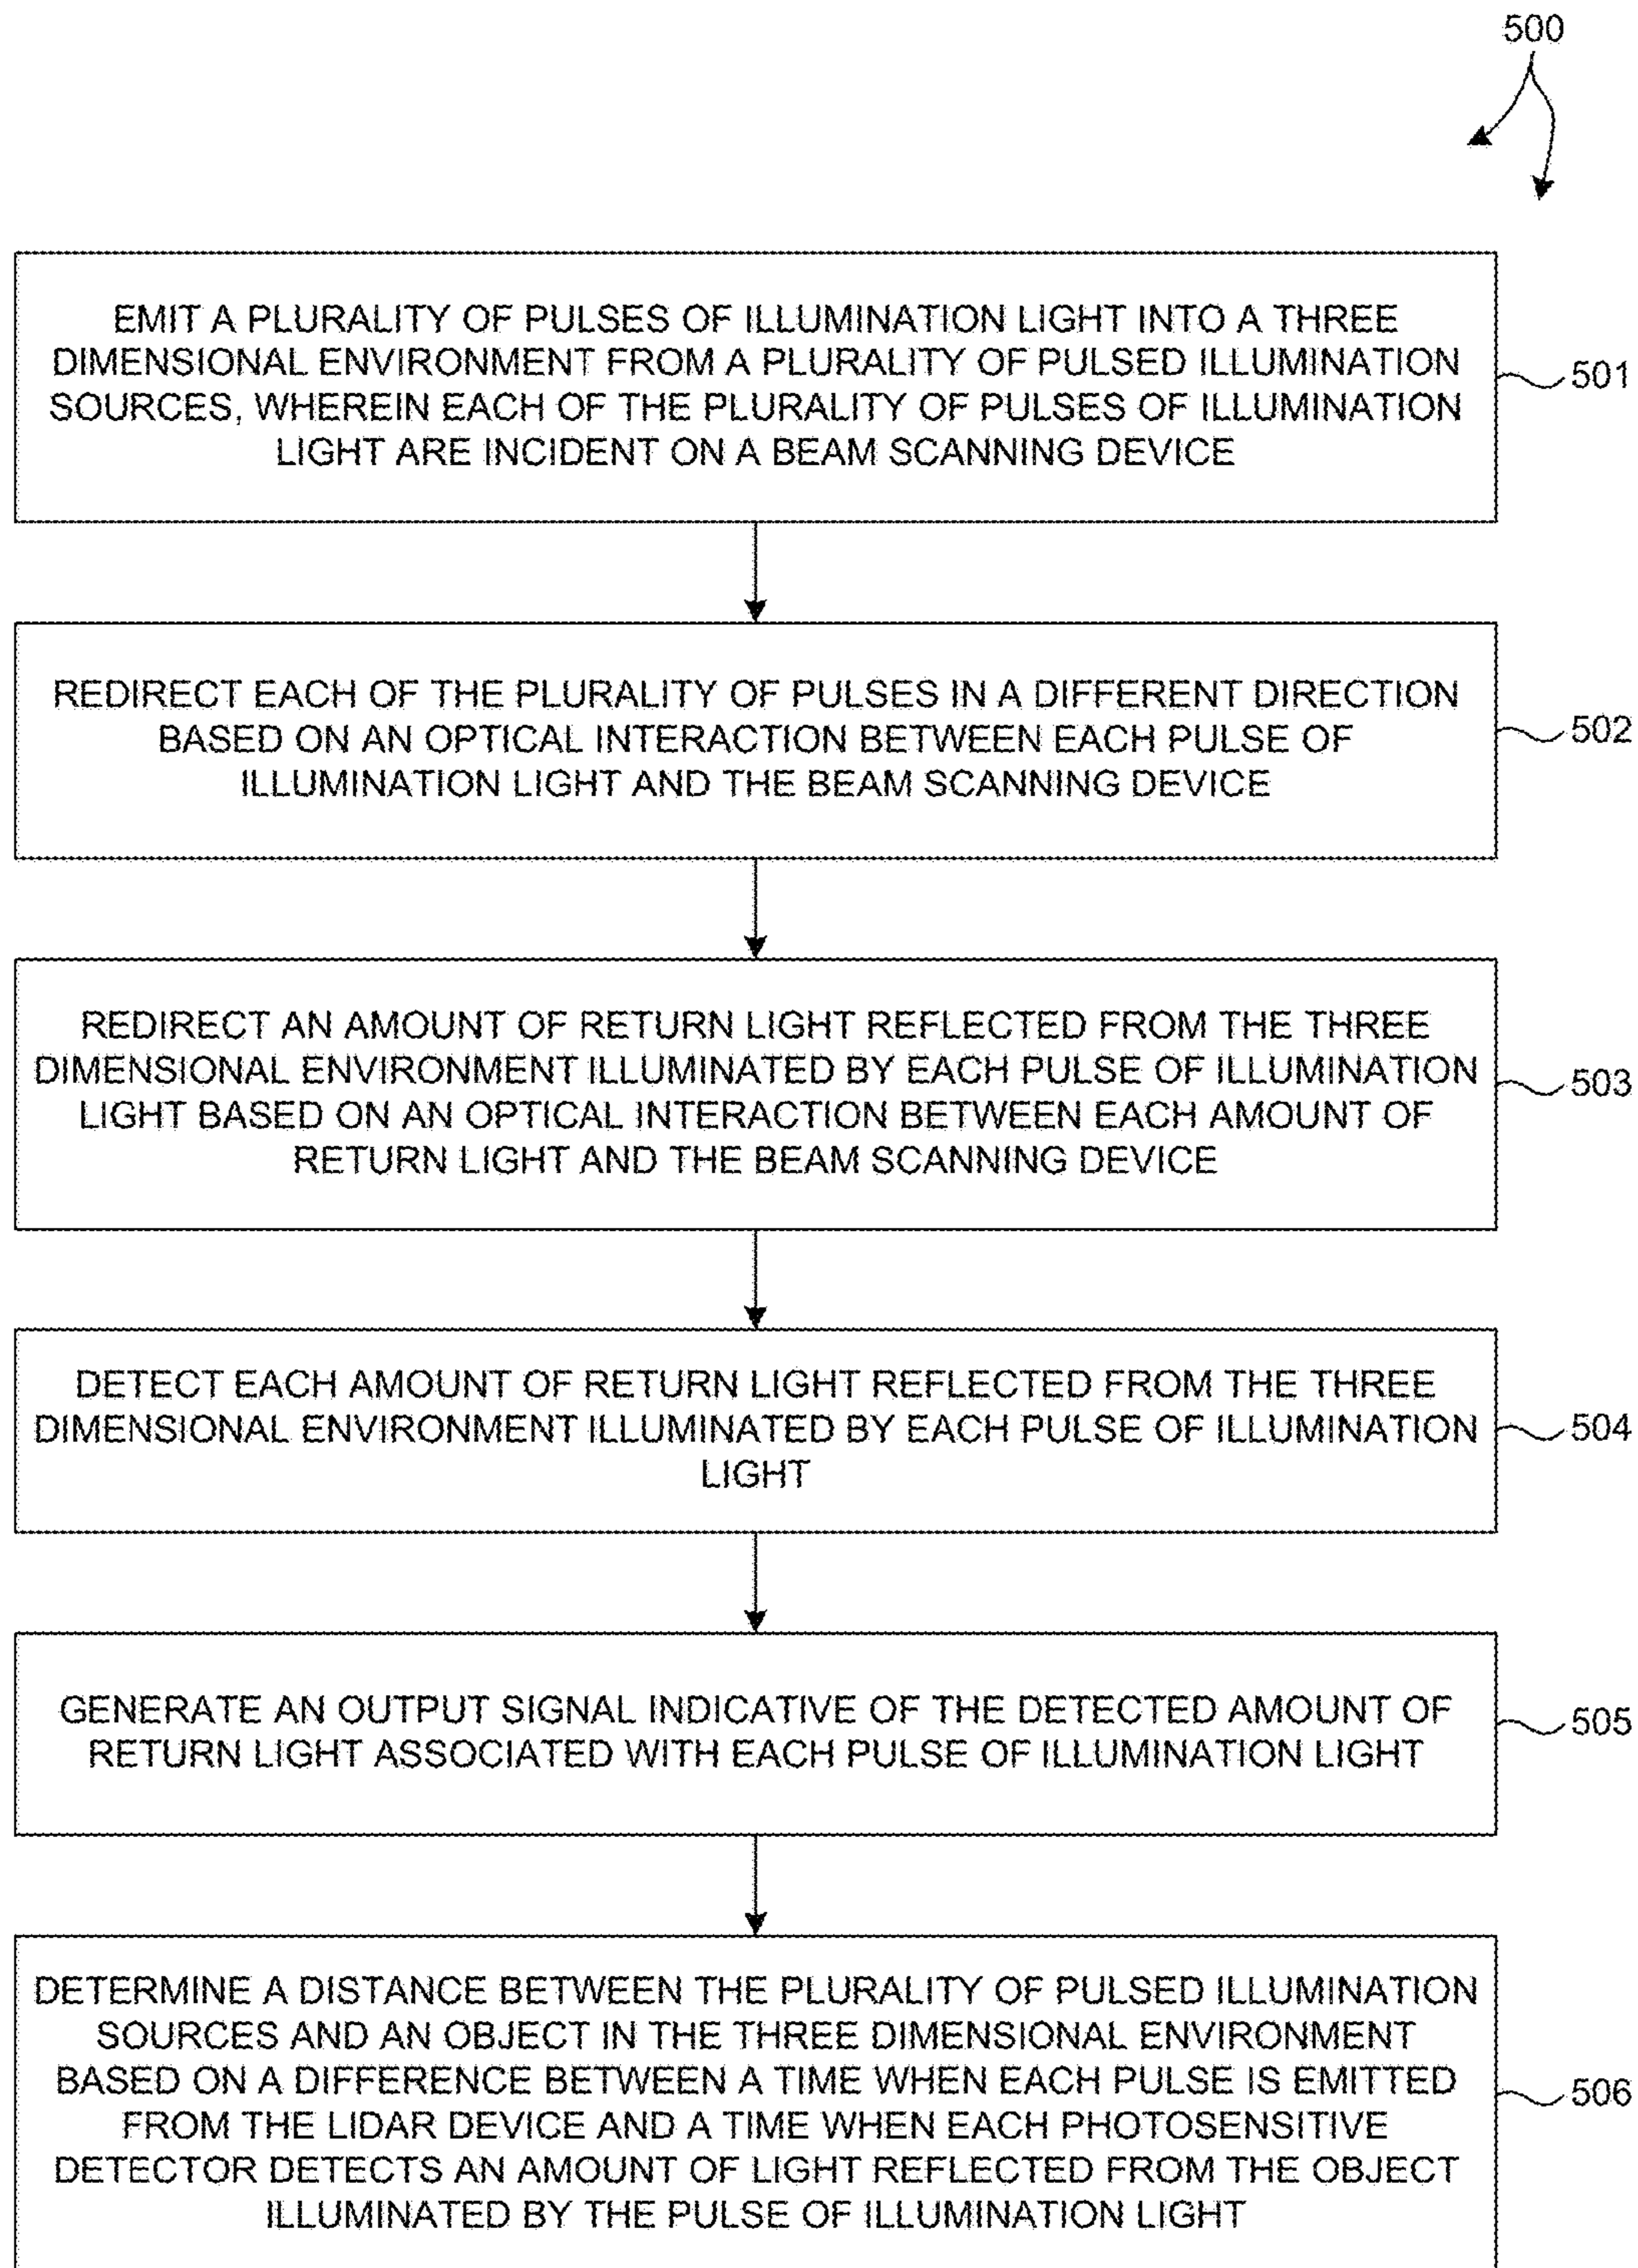 500
EMIT A PLURALITY OF PULSES OF ILLUMINATION LIGHT INTO A THREE
DIMENSIONAL ENVIRONMENT FROM A PLURALITY OF PULSED ILLUMINATION
SOURCES, WHEREIN EACH OF THE PLURALITY OF PULSES OF ILLUMINATION
LIGHT ARE INCIDENT ON A BEAM SCANNING DEVICE
501
REDIRECT EACH OF THE PLURALITY OF PULSES IN A DIFFERENT DIRECTION
BASED ON AN OPTICAL INTERACTION BETWEEN EACH PULSE OF
ILLUMINATION LIGHT AND THE BEAM SCANNING DEVICE
502
REDIRECT AN AMOUNT OF RETURN LIGHT REFLECTED FROM THE THREE
DIMENSIONAL ENVIRONMENT ILLUMINATED BY EACH PULSE OF ILLUMINATION
LIGHT BASED ON AN OPTICAL INTERACTION BETWEEN EACH AMOUNT OF
RETURN LIGHT AND THE BEAM SCANNING DEVICE
503
DETECT EACH AMOUNT OF RETURN LIGHT REFLECTED FROM THE THREE
DIMENSIONAL ENVIRONMENT ILLUMINATED BY EACH PULSE OF ILLUMINATION
LIGHT
504
GENERATE AN OUTPUT SIGNAL INDICATIVE OF THE DETECTED AMOUNT OF
RETURN LIGHT ASSOCIATED WITH EACH PULSE OF ILLUMINATION LIGHT
505
DETERMINE A DISTANCE BETWEEN THE PLURALITY OF PULSED ILLUMINATION
SOURCES AND AN OBJECT IN THE THREE DIMENSIONAL ENVIRONMENT
BASED ON A DIFFERENCE BETWEEN A TIME WHEN EACH PULSE IS EMITTED
FROM THE LIDAR DEVICE AND A TIME WHEN EACH PHOTOSENSITIVE
DETECTOR DETECTS AN AMOUNT OF LIGHT REFLECTED FROM THE OBJECT
ILLUMINATED BY THE PULSE OF ILLUMINATION LIGHT
506